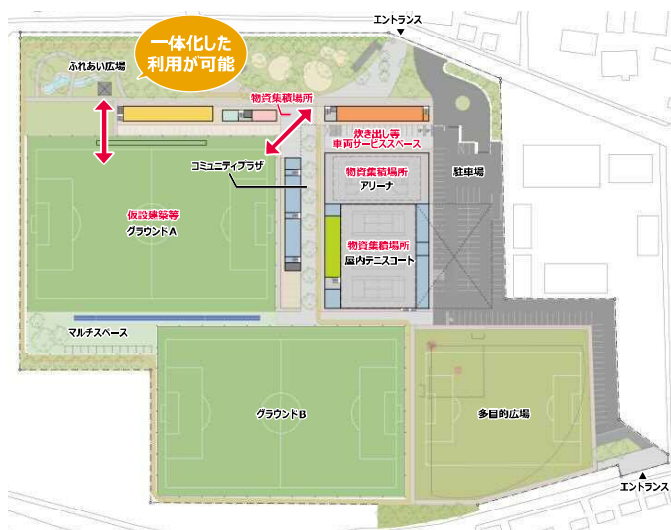 エントランス
一体化した
利用が可能
ふれあい広場
物資集積場所
炊き出し等
車両サービススペース
コミュニティプラザ
物資集積場所
アリーナ
駐車場
仮設建築等
グラウンドA
物資集積場所
屋内テニスコート
マルチスペース
グラウンドB
多目的広場
エントランス